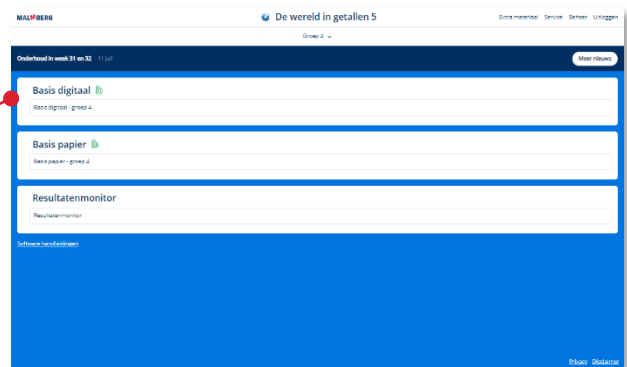 MALMBERG
De wereld in getallen 5
Extra materiaal Service Beheer Uitloggen
Groep 4
Onderhoud in week 31 en 32 11 juli
Meer nieuws
Basis digitaal
Basis digitaal - groep 4
Basis papier
Basis papier - groep 4
Resultatenmonitor
Resultatenmonitor
Software handleidingen
Privacy Disclaimer